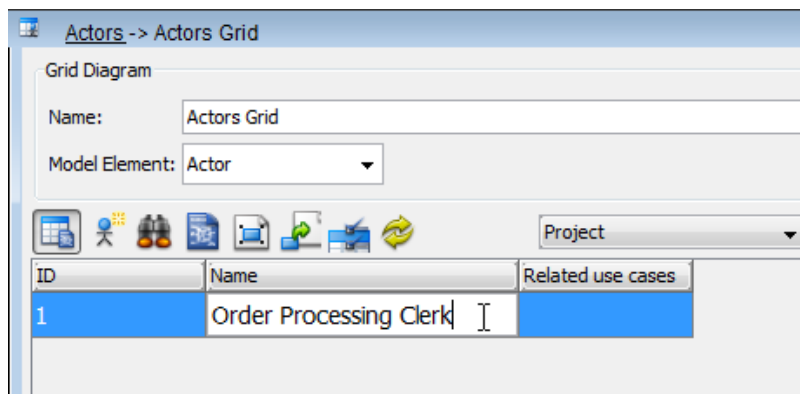 Actors -> Actors Grid
Grid Diagram
Name: Actors Grid
Model Element: Actor
Project
ID Name Related use cases
1 Order Processing Clerk